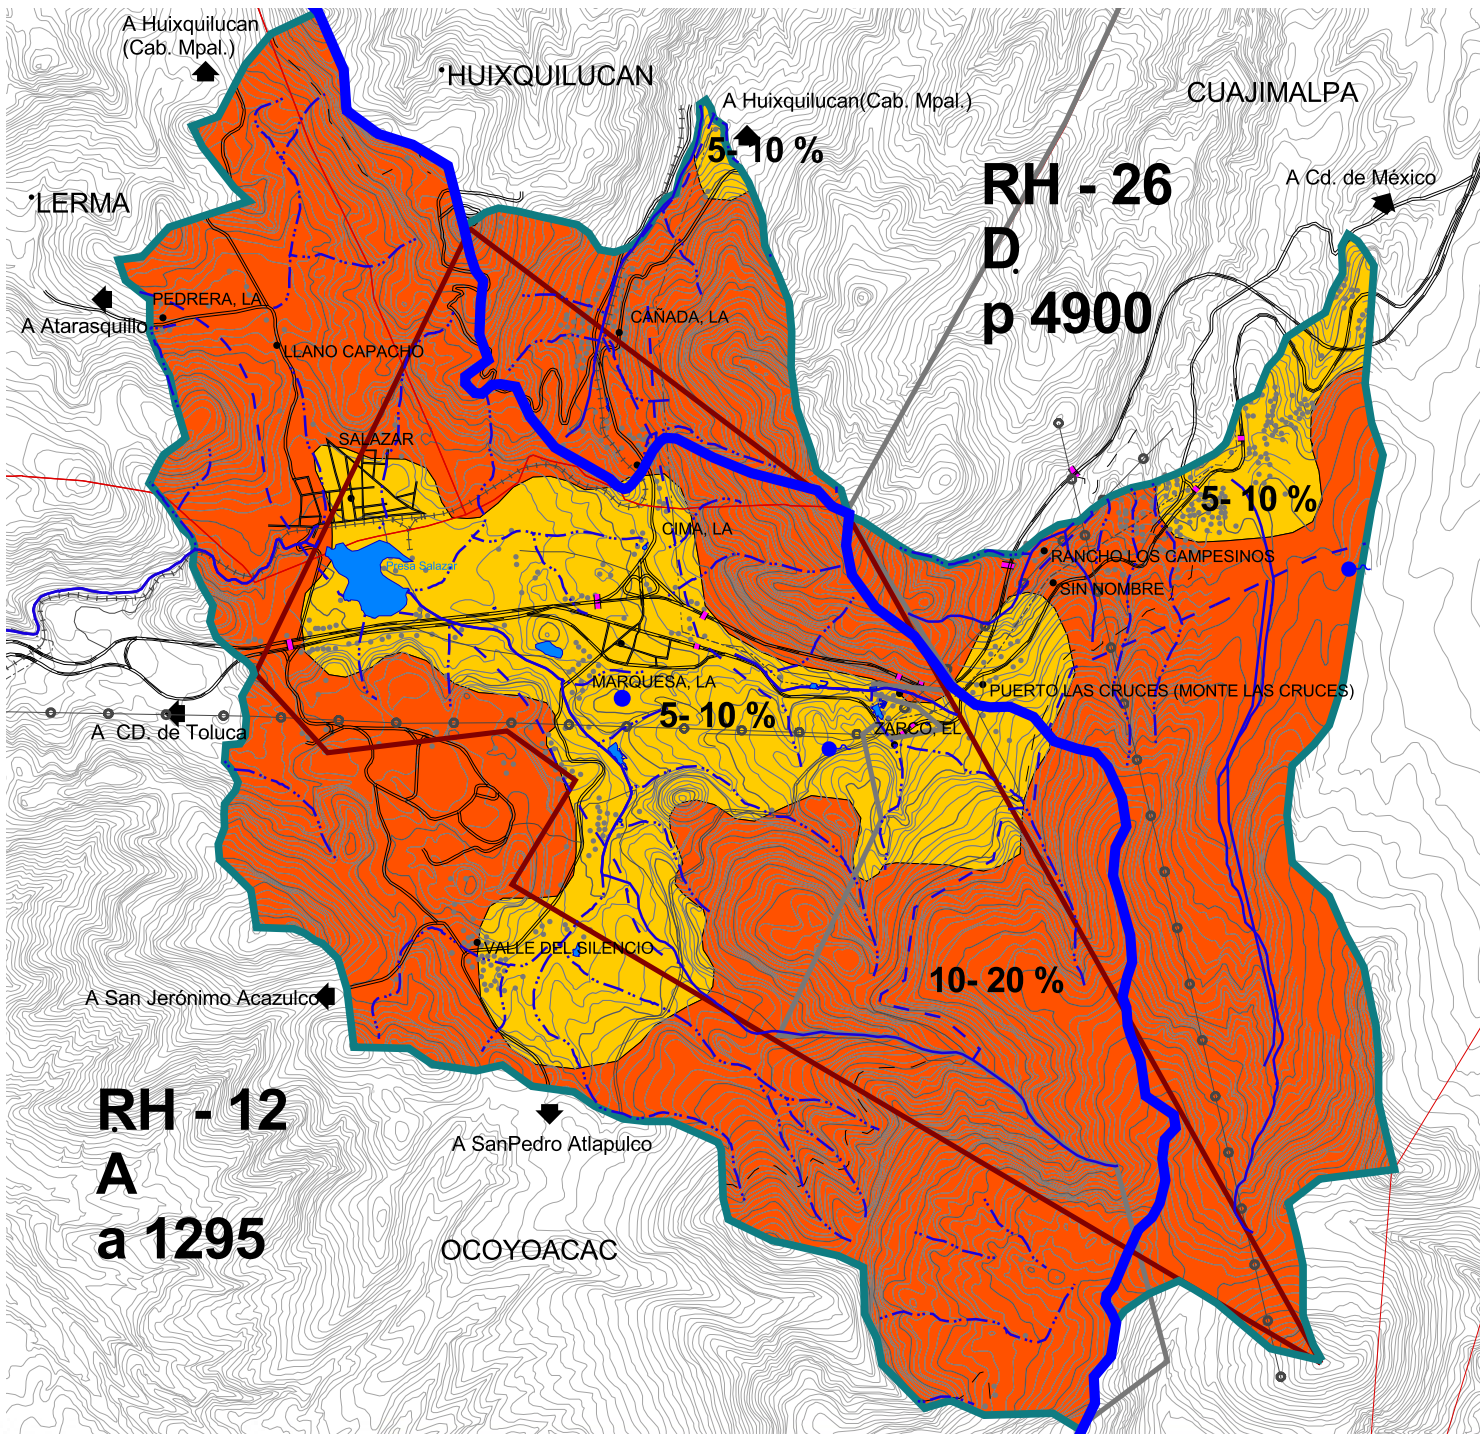 A Huixquilucan
(Cab. Mpal.)
HUIXQUILUCAN
A Huixquilucan(Cab. Mpal.)
CUAJIMALPA
5- 10 %
RH - 26
D
p 4900
A Cd. de México
LERMA
PEDRERA, LA
A Atarasquillo
LLANO CAPACHO
CAÑADA, LA
SALAZAR
5- 10 %
CIMA, LA
Presa Salazar
RANCHO LOS CAMPESINOS
SIN NOMBRE
MARQUESA, LA
PUERTO LAS CRUCES (MONTE LAS CRUCES)
5- 10 %
ZARCO, EL
A CD. de Toluca
VALLE DEL SILENCIO
10- 20 %
A San Jerónimo Acazulco
RH - 12
A
a 1295
A SanPedro Atlapulco
OCOYOACAC